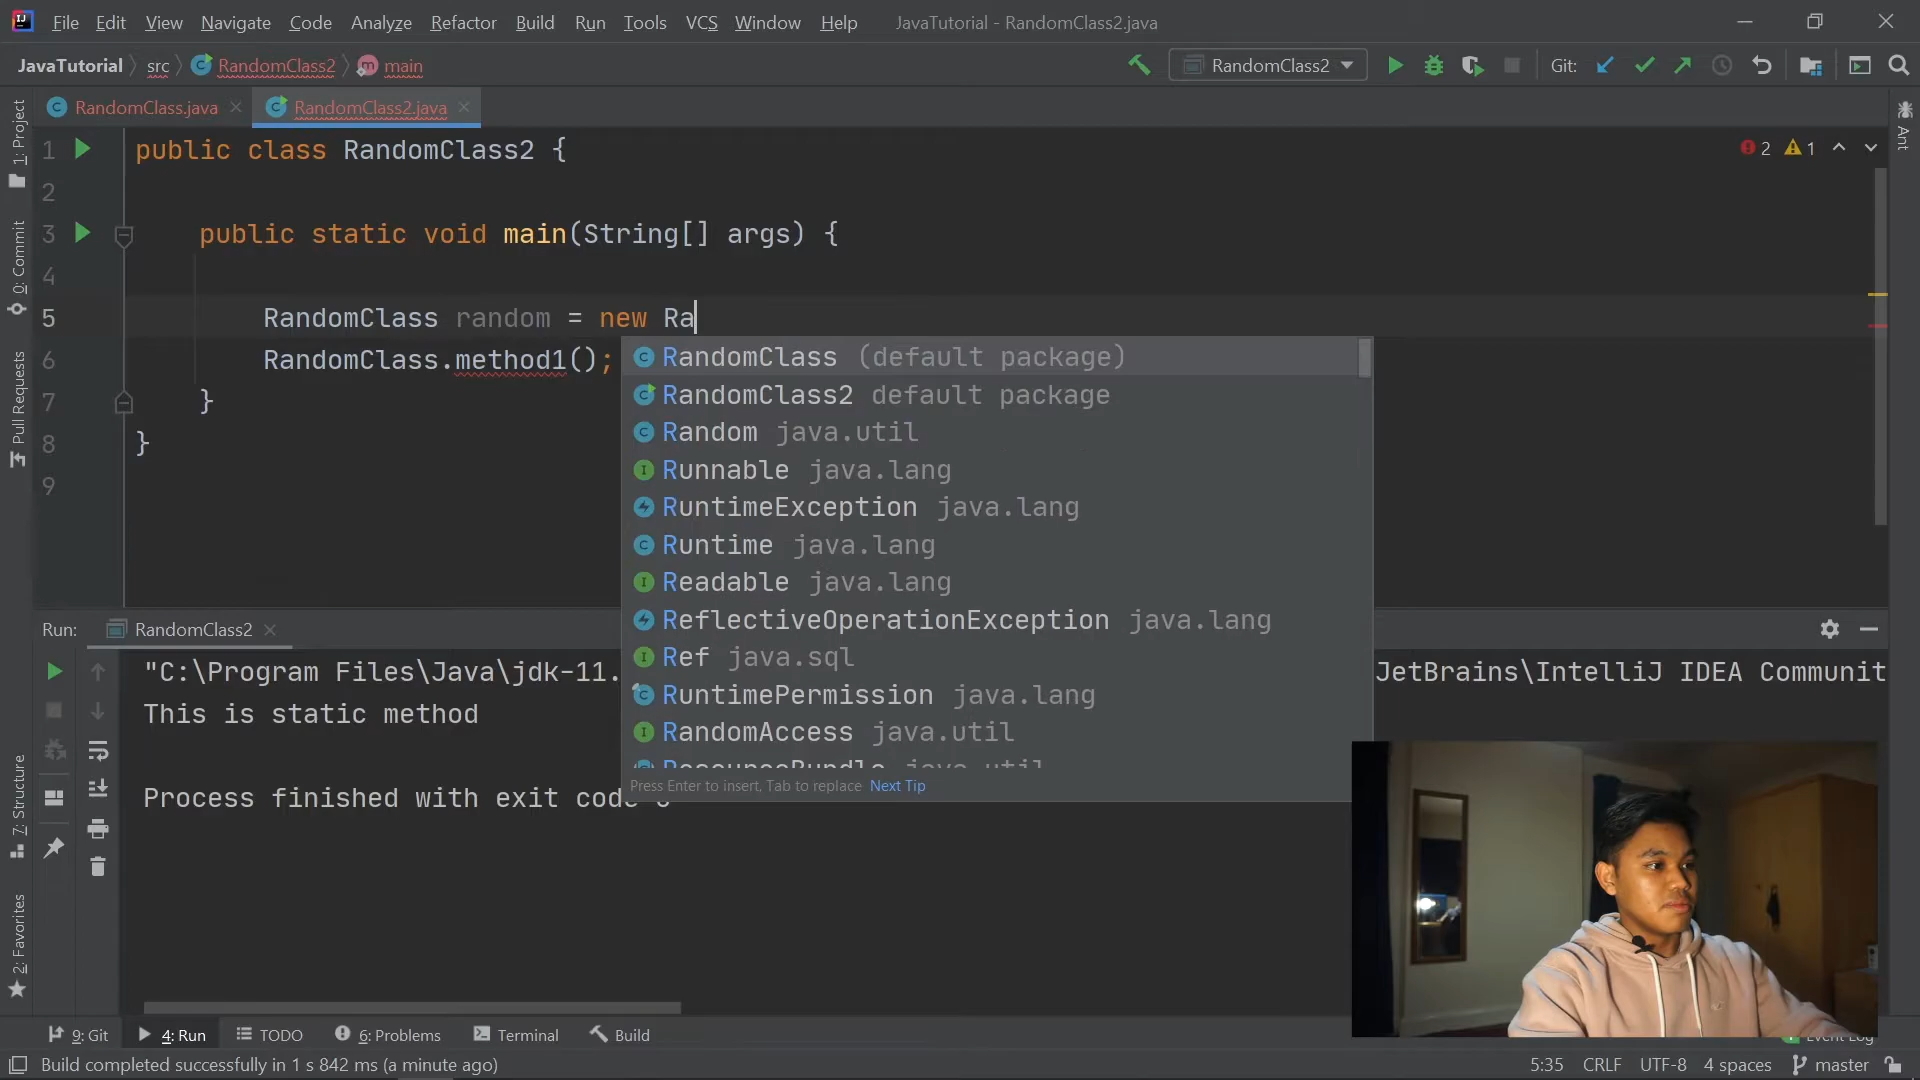 File Edit View Navigate Code Analyze Refactor Build Run Tools VCS Window Help JavaTutorial - RandomClass2.java
JavaTutorial src RandomClass2 main RandomClass2 Git:
RandomClass.java RandomClass2.java
1: Project
0: Commit
Pull Requests
7: Structure
2: Favorites
Ant
1 public class RandomClass2 { 2 1
2
3 public static void main(String[] args) {
4
5 RandomClass random = new Ra
6 RandomClass.method1();
7 }
8 }
9
RandomClass (default package)
RandomClass2 default package
Random java.util
Runnable java.lang
RuntimeException java.lang
Runtime java.lang
Readable java.lang
ReflectiveOperationException java.lang
Ref java.sql
RuntimePermission java.lang
RandomAccess java.util
ResourceBundle java.util
Press Enter to insert, Tab to replace Next Tip
Run: RandomClass2
"C:\Program Files\Java\jdk-11. JetBrains\IntelliJ IDEA Communit
This is static method
Process finished with exit code 0
9: Git 4: Run TODO 6: Problems Terminal Build Event Log
Build completed successfully in 1 s 842 ms (a minute ago) 5:35 CRLF UTF-8 4 spaces master